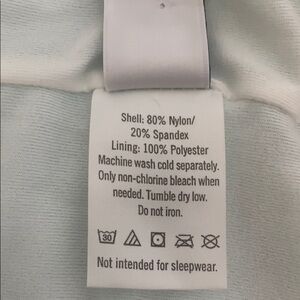 Shell: 80% Nylon/
20% Spandex
Lining: 100% Polyester
Machine wash cold separately.
Only non-chlorine bleach when
needed. Tumble dry low.
Do not iron.
30
Not intended for sleepwear.